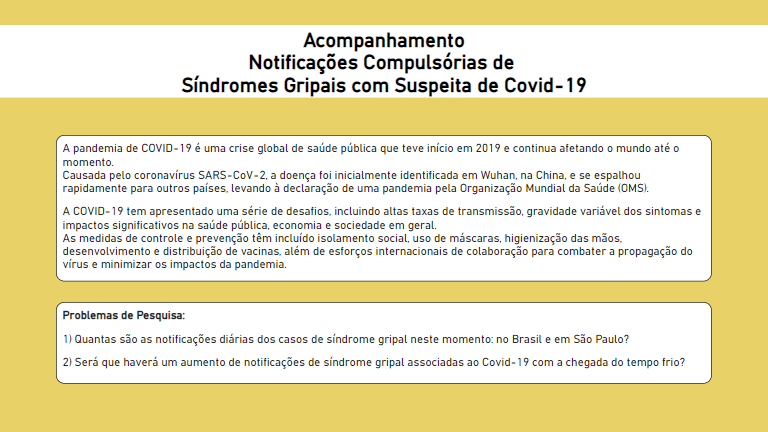 Acompanhamento
Notificações Compulsórias de
Síndromes Gripais com Suspeita de Covid-19
A pandemia de COVID-19 é uma crise global de saúde pública que teve início em 2019 e continua afetando o mundo até o
momento.
Causada pelo coronavírus SARS-CoV-2, a doença foi inicialmente identificada em Wuhan, na China, e se espalhou
rapidamente para outros países, levando à declaração de uma pandemia pela Organização Mundial da Saúde (OMS).
A COVID-19 tem apresentado uma série de desafios, incluindo altas taxas de transmissão, gravidade variável dos sintomas e
impactos significativos na saúde pública, economia e sociedade em geral.
As medidas de controle e prevenção têm incluído isolamento social, uso de máscaras, higienização das mãos,
desenvolvimento e distribuição de vacinas, além de esforços internacionais de colaboração para combater a propagação do
vírus e minimizar os impactos da pandemia.
Problemas de Pesquisa:
1) Quantas são as notificações diárias dos casos de síndrome gripal neste momento: no Brasil e em São Paulo?
2) Será que haverá um aumento de notificações de síndrome gripal associadas ao Covid-19 com a chegada do tempo frio?